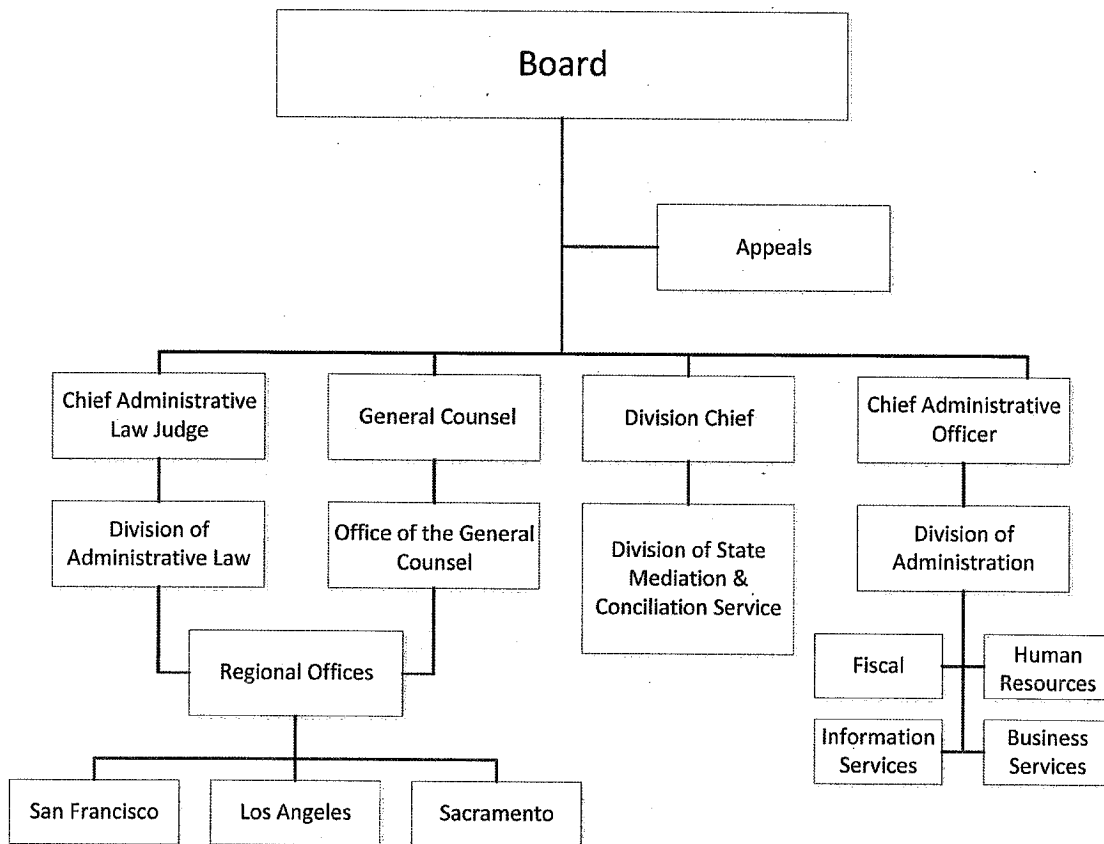 Board
Appeals
Chief Administrative
Law Judge
General Counsel
Division Chief
Chief Administrative
Officer
Division of
Administrative Law
Office of the General
Counsel
Division of State
Mediation &
Conciliation Service
Division of
Administration
Regional Offices
Fiscal
Human
Resources
Information
Services
Business
Services
San Francisco
Los Angeles
Sacramento